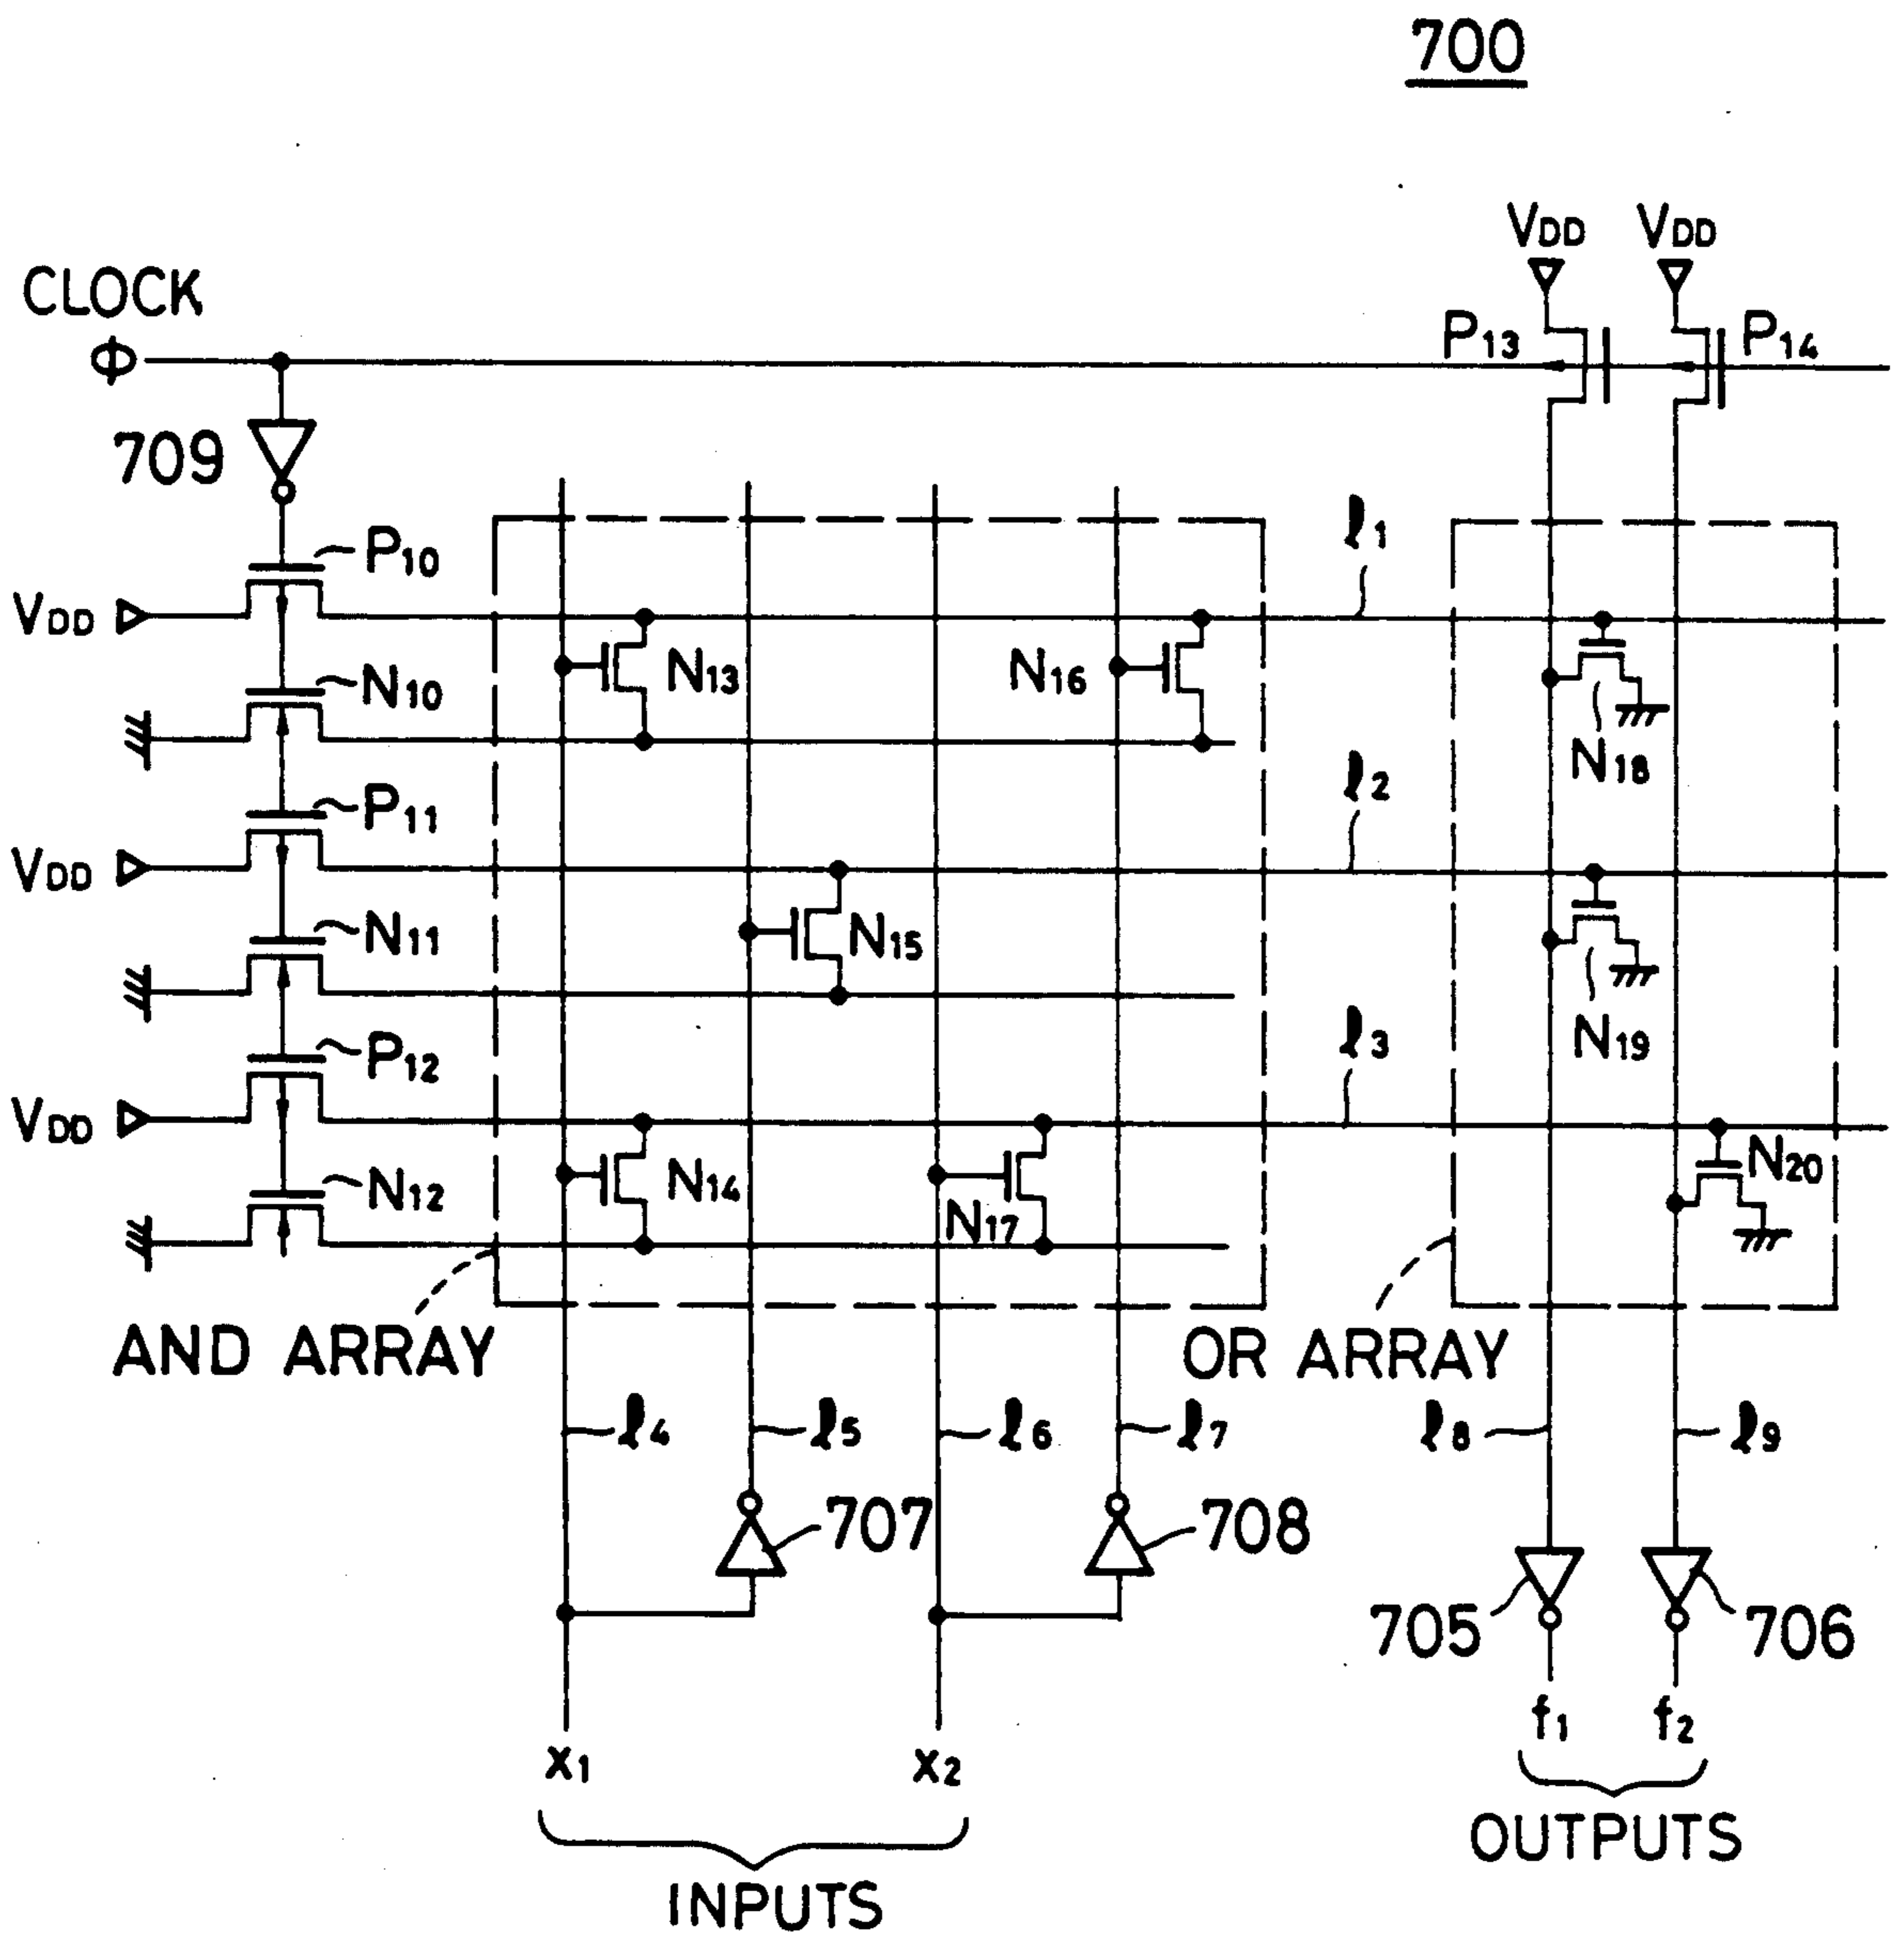 700
VDD VDD
CLOCK
Φ
P13 P14
709
P10
ℓ1
VDD
N10
N13 N16
N18
P11
ℓ2
VDD
N11
N15
N19
P12
ℓ3
VDD
N12
N14 N17
N20
AND ARRAY OR ARRAY
ℓ4 ℓ5 ℓ6 ℓ7 ℓ8 ℓ9
707 708
705 706
x1 x2 f1 f2
INPUTS OUTPUTS